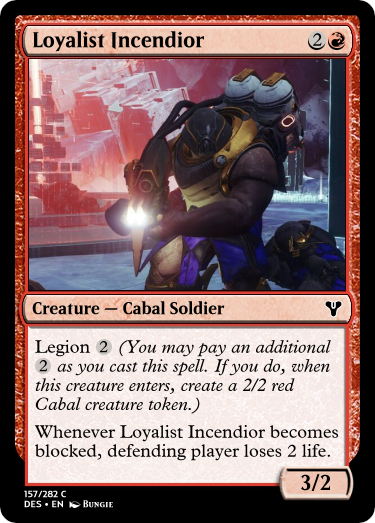 Loyalist Incendior 2
Creature — Cabal Soldier
Legion 2 (You may pay an additional
2 as you cast this spell. If you do, when
this creature enters, create a 2/2 red
Cabal creature token.)
Whenever Loyalist Incendior becomes
blocked, defending player loses 2 life.
3/2
157/282 C
DES • EN Bungie